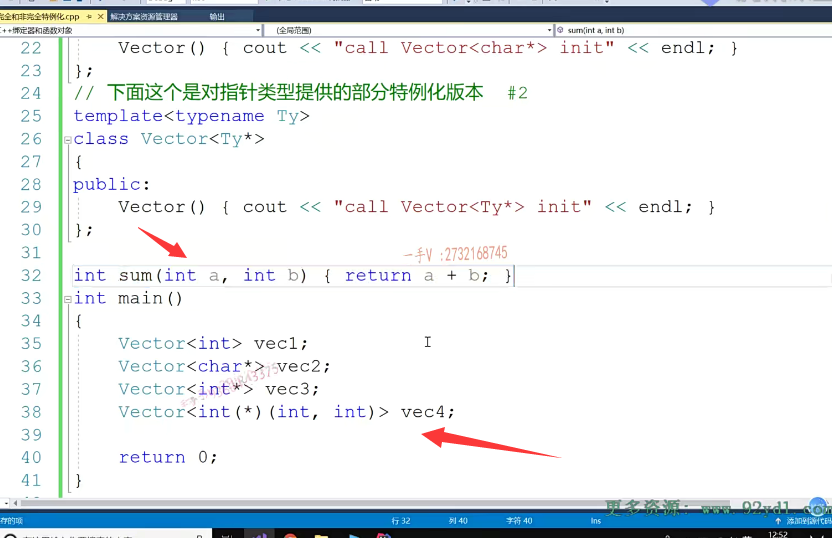 完全和非完全特例化.cpp 解决方案资源管理器 输出
C++绑定器和函数对象 (全局范围) sum(int a, int b)
22 Vector() { cout << "call Vector<char*> init" << endl; }
23 };
24 // 下面这个是对指针类型提供的部分特例化版本 #2
25 template<typename Ty>
26 class Vector<Ty*>
27 {
28 public:
29 Vector() { cout << "call Vector<Ty*> init" << endl; }
30 };
31
一手V :2732168745
32 int sum(int a, int b) { return a + b; }
33 int main()
34 {
35 Vector<int> vec1;
36 Vector<char*> vec2;
37 Vector<int*> vec3;
38 Vector<int(*)(int, int)> vec4;
39
40 return 0;
41 }
更多资源: www.92xdl.com
行 32 列 40 字符 40 Ins 添加到源代码
12:52